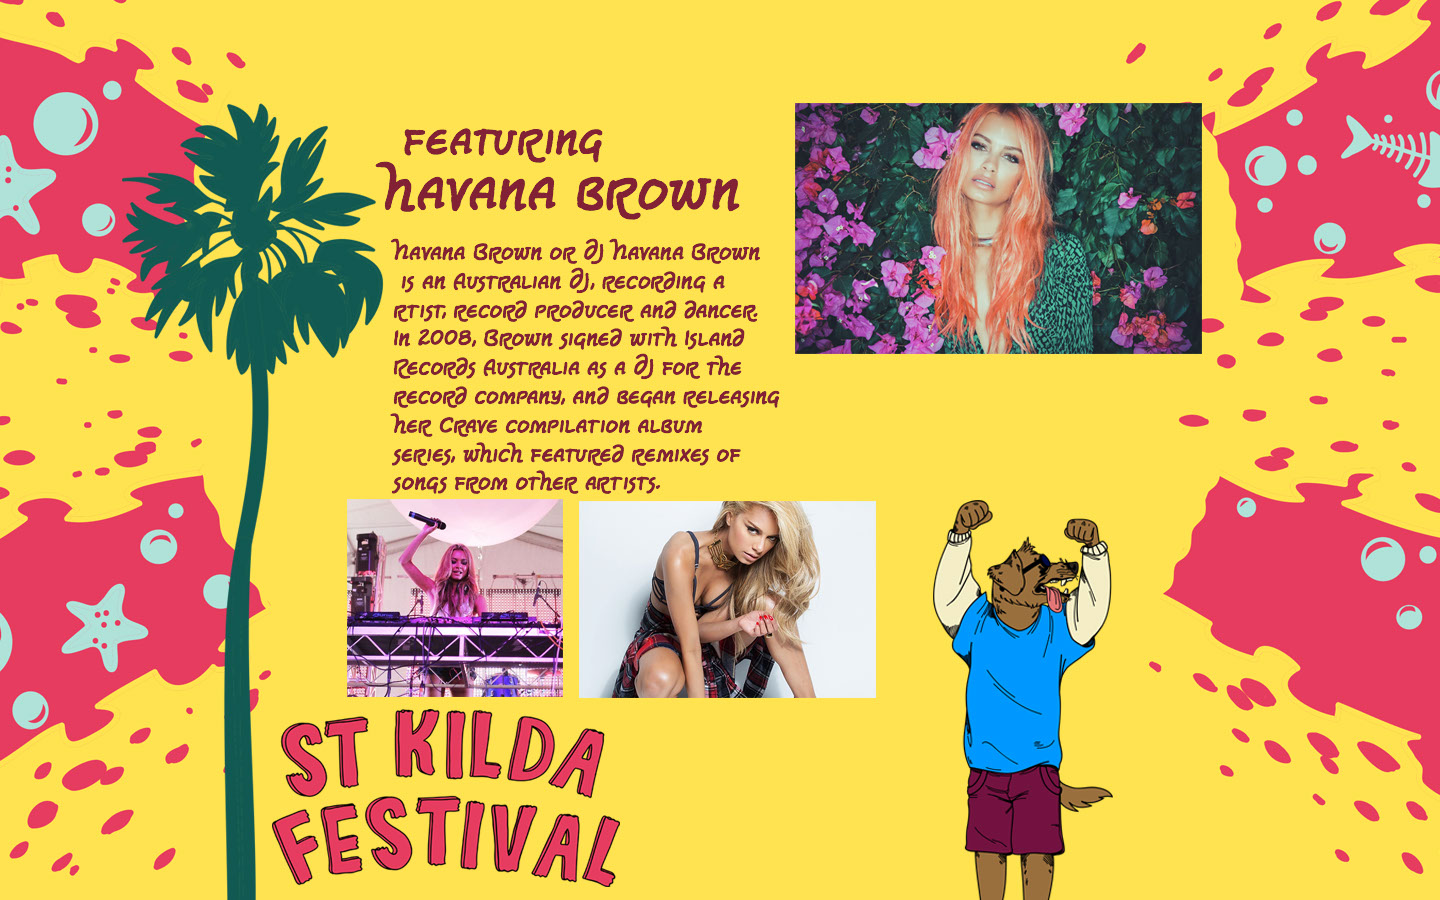 FEATURING
HAVANA BROWN
Havana Brown or DJ Havana Brown
is an Australian DJ, recording a
rtist, record producer and dancer.
In 2008, Brown signed with Island
Records Australia as a DJ for the
record company, and began releasing
her Crave compilation album
series, which featured remixes of
songs from other artists.
ST KILDA
FESTIVAL